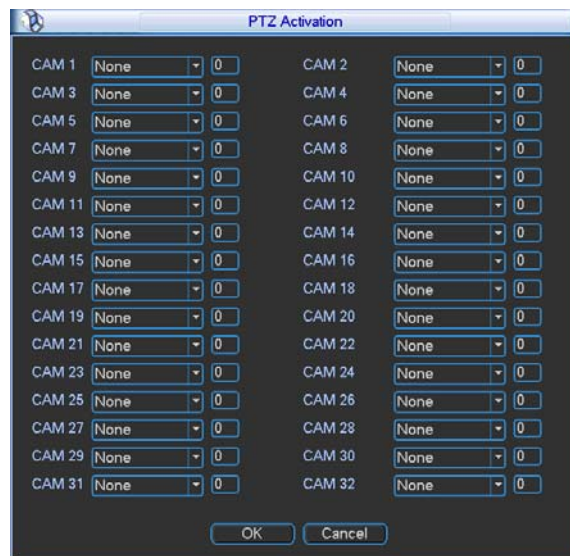 PTZ Activation
CAM 1 None 0 CAM 2 None 0
CAM 3 None 0 CAM 4 None 0
CAM 5 None 0 CAM 6 None 0
CAM 7 None 0 CAM 8 None 0
CAM 9 None 0 CAM 10 None 0
CAM 11 None 0 CAM 12 None 0
CAM 13 None 0 CAM 14 None 0
CAM 15 None 0 CAM 16 None 0
CAM 17 None 0 CAM 18 None 0
CAM 19 None 0 CAM 20 None 0
CAM 21 None 0 CAM 22 None 0
CAM 23 None 0 CAM 24 None 0
CAM 25 None 0 CAM 26 None 0
CAM 27 None 0 CAM 28 None 0
CAM 29 None 0 CAM 30 None 0
CAM 31 None 0 CAM 32 None 0
OK Cancel